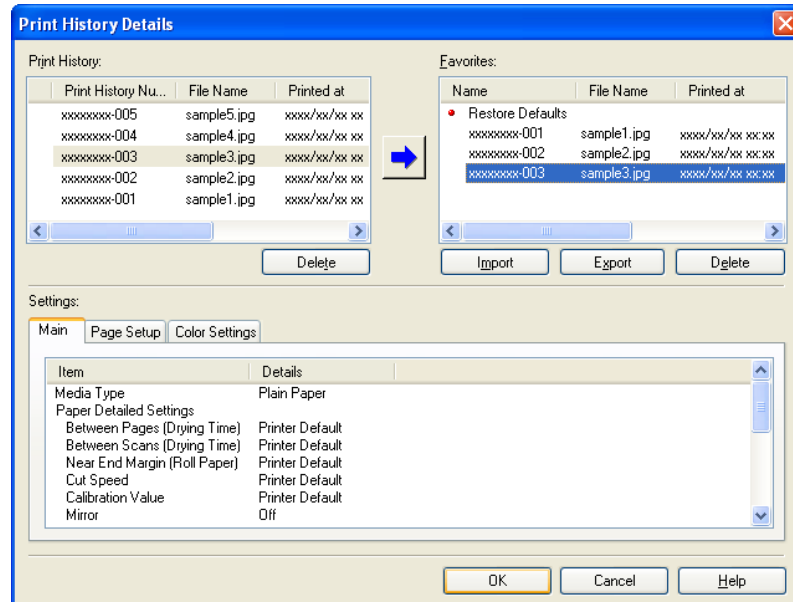 Print History Details
Print History:
Print History Nu... File Name Printed at
xxxxxxxx-005 sample5.jpg xxxx/xx/xx xx
xxxxxxxx-004 sample4.jpg xxxx/xx/xx xx
xxxxxxxx-003 sample3.jpg xxxx/xx/xx xx
xxxxxxxx-002 sample2.jpg xxxx/xx/xx xx
xxxxxxxx-001 sample1.jpg xxxx/xx/xx xx
Delete
Favorites:
Name File Name Printed at
Restore Defaults
xxxxxxxx-001 sample1.jpg xxxx/xx/xx xx:xx
xxxxxxxx-002 sample2.jpg xxxx/xx/xx xx:xx
xxxxxxxx-003 sample3.jpg xxxx/xx/xx xx:xx
Import Export Delete
Settings:
Main Page Setup Color Settings
Item Details
Media Type Plain Paper
Paper Detailed Settings
Between Pages (Drying Time) Printer Default
Between Scans (Drying Time) Printer Default
Near End Margin (Roll Paper) Printer Default
Cut Speed Printer Default
Calibration Value Printer Default
Mirror Off
OK Cancel Help